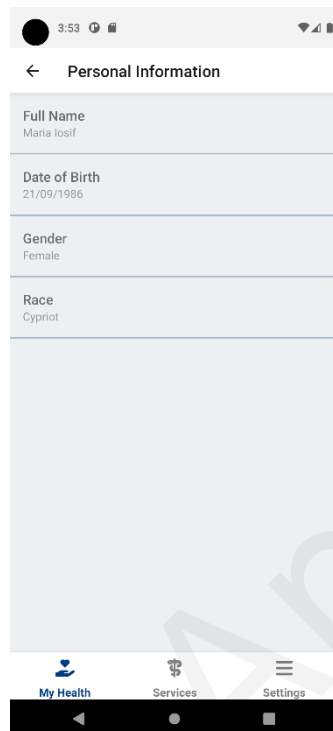 3:53
Personal Information
Full Name
Maria Iosif
Date of Birth
21/09/1986
Gender
Female
Race
Cypriot
My Health
Services
Settings